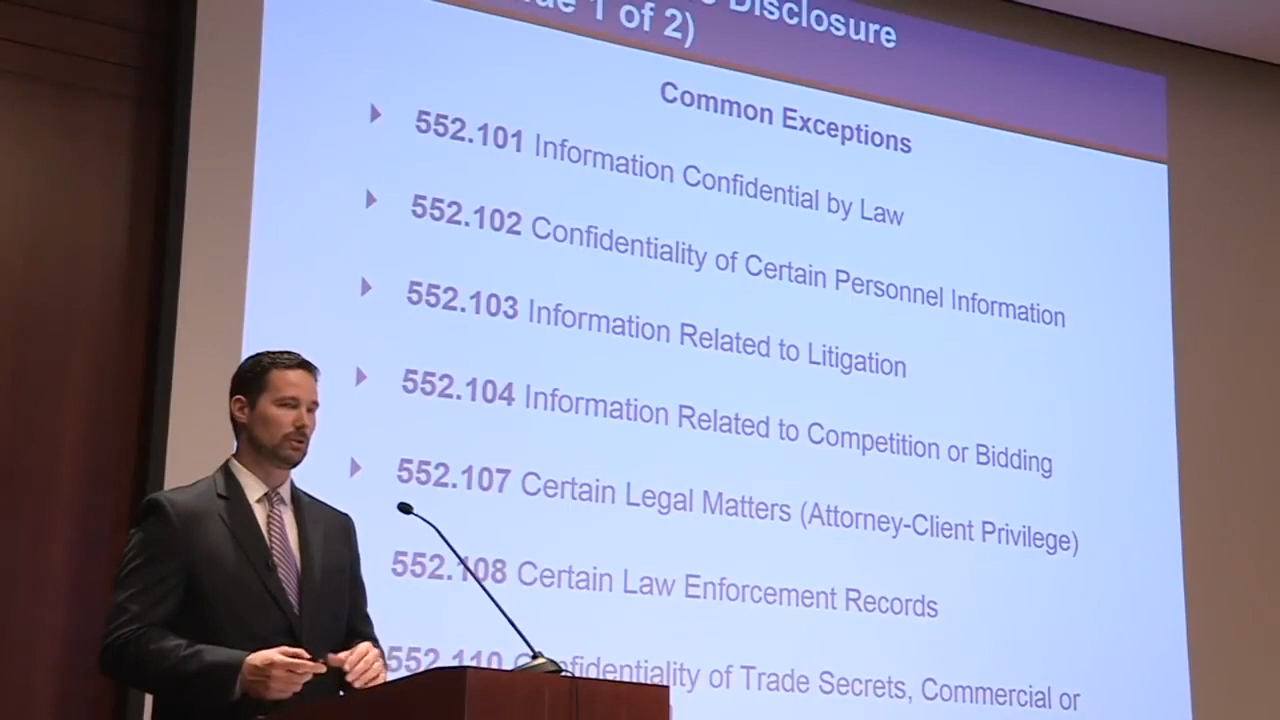 Disclosure
1 of 2)
Common Exceptions
552.101 Information Confidential by Law
552.102 Confidentiality of Certain Personnel Information
552.103 Information Related to Litigation
552.104 Information Related to Competition or Bidding
552.107 Certain Legal Matters (Attorney-Client Privilege)
552.108 Certain Law Enforcement Records
552.110 Confidentiality of Trade Secrets, Commercial or